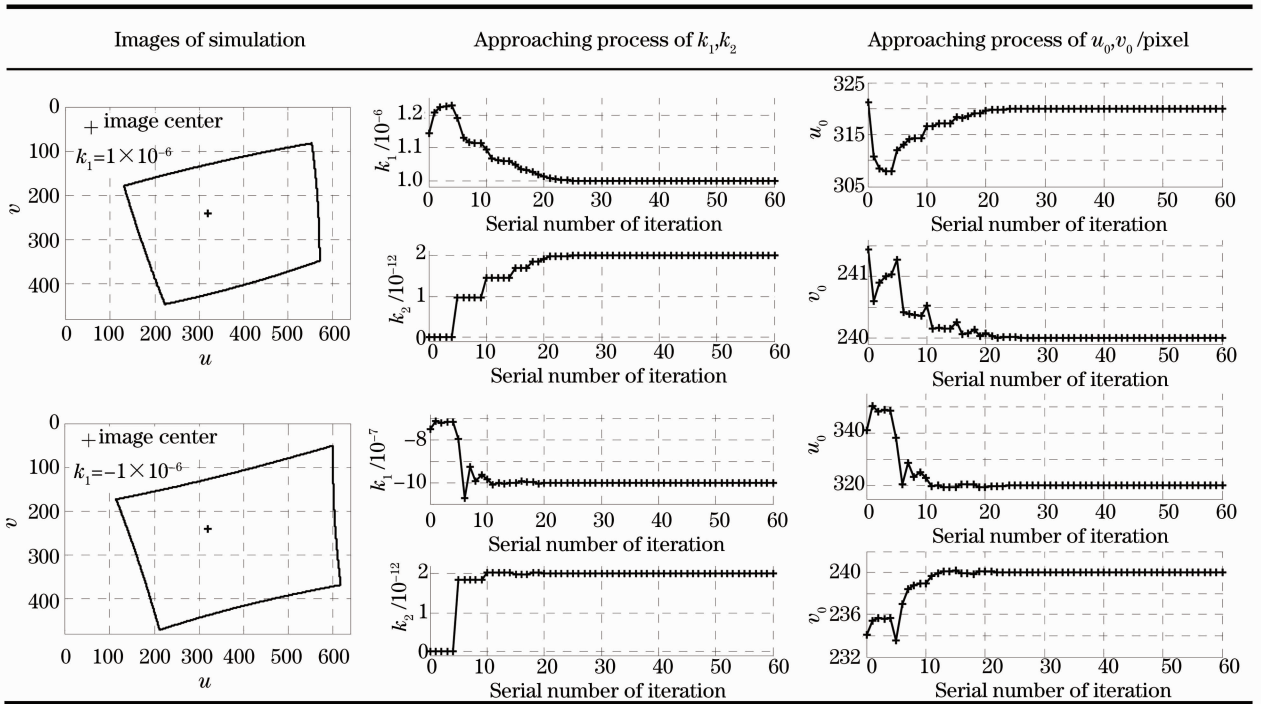 Images of simulation
Approaching process of k1,k2
Approaching process of u0,v0 /pixel
0
100
200
300
400
v
+ image center
k1=1×10-6
0 100 200 300 400 500 600
u
1.2
1.1
1.0
k1 /10-6
0 10 20 30 40 50 60
Serial number of iteration
2
1
0
k2 /10-12
0 10 20 30 40 50 60
Serial number of iteration
325
315
305
u0
0 10 20 30 40 50 60
Serial number of iteration
241
240
v0
0 10 20 30 40 50 60
Serial number of iteration
0
100
200
300
400
v
+ image center
k1=−1×10-6
0 100 200 300 400 500 600
u
−8
−10
k1 /10-7
0 10 20 30 40 50 60
Serial number of iteration
2
1
0
k2 /10-12
0 10 20 30 40 50 60
Serial number of iteration
340
320
u0
0 10 20 30 40 50 60
Serial number of iteration
240
236
232
v0
0 10 20 30 40 50 60
Serial number of iteration